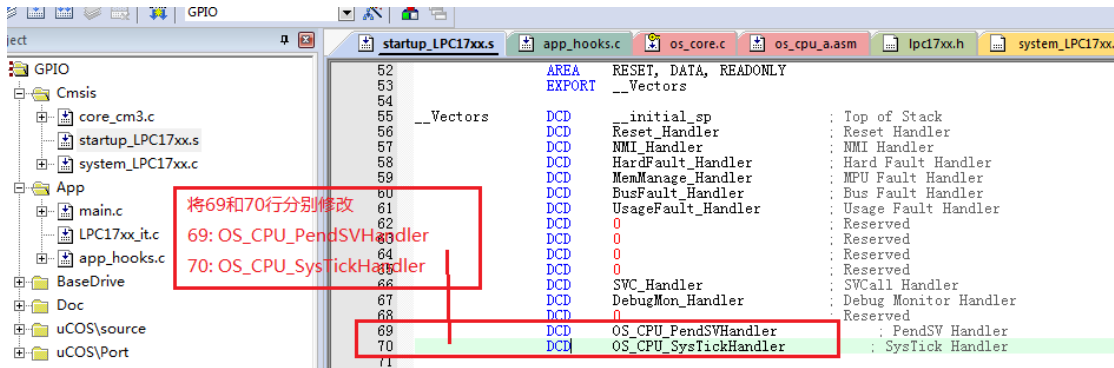 GPIO
ject
startup_LPC17xx.s
app_hooks.c
os_core.c
os_cpu_a.asm
lpc17xx.h
system_LPC17xx.
GPIO
Cmsis
core_cm3.c
startup_LPC17xx.s
system_LPC17xx.c
App
main.c
LPC17xx_it.c
app_hooks.c
BaseDrive
Doc
uCOS\source
uCOS\Port
将69和70行分别修改
69: OS_CPU_PendSVHandler
70: OS_CPU_SysTickHandler
52 AREA RESET, DATA, READONLY
53 EXPORT __Vectors
54
55 __Vectors DCD __initial_sp ; Top of Stack
56 DCD Reset_Handler ; Reset Handler
57 DCD NMI_Handler ; NMI Handler
58 DCD HardFault_Handler ; Hard Fault Handler
59 DCD MemManage_Handler ; MPU Fault Handler
60 DCD BusFault_Handler ; Bus Fault Handler
61 DCD UsageFault_Handler ; Usage Fault Handler
62 DCD 0 ; Reserved
63 DCD 0 ; Reserved
64 DCD 0 ; Reserved
65 DCD 0 ; Reserved
66 DCD SVC_Handler ; SVCall Handler
67 DCD DebugMon_Handler ; Debug Monitor Handler
68 DCD 0 ; Reserved
69 DCD OS_CPU_PendSVHandler ; PendSV Handler
70 DCD OS_CPU_SysTickHandler ; SysTick Handler
71